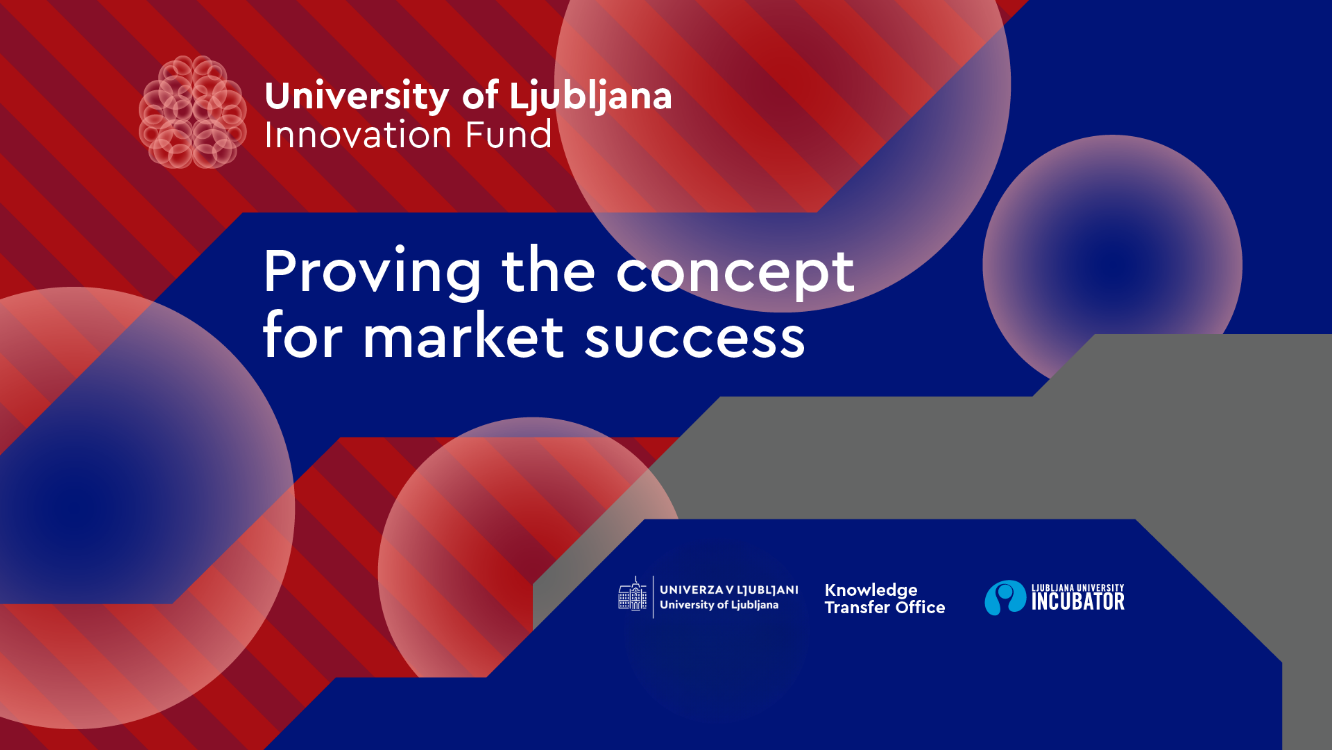 University of Ljubljana
Innovation Fund
Proving the concept
for market success
UNIVERZA V LJUBLJANI
University of Ljubljana
Knowledge
Transfer Office
LJUBLJANA UNIVERSITY
INCUBATOR